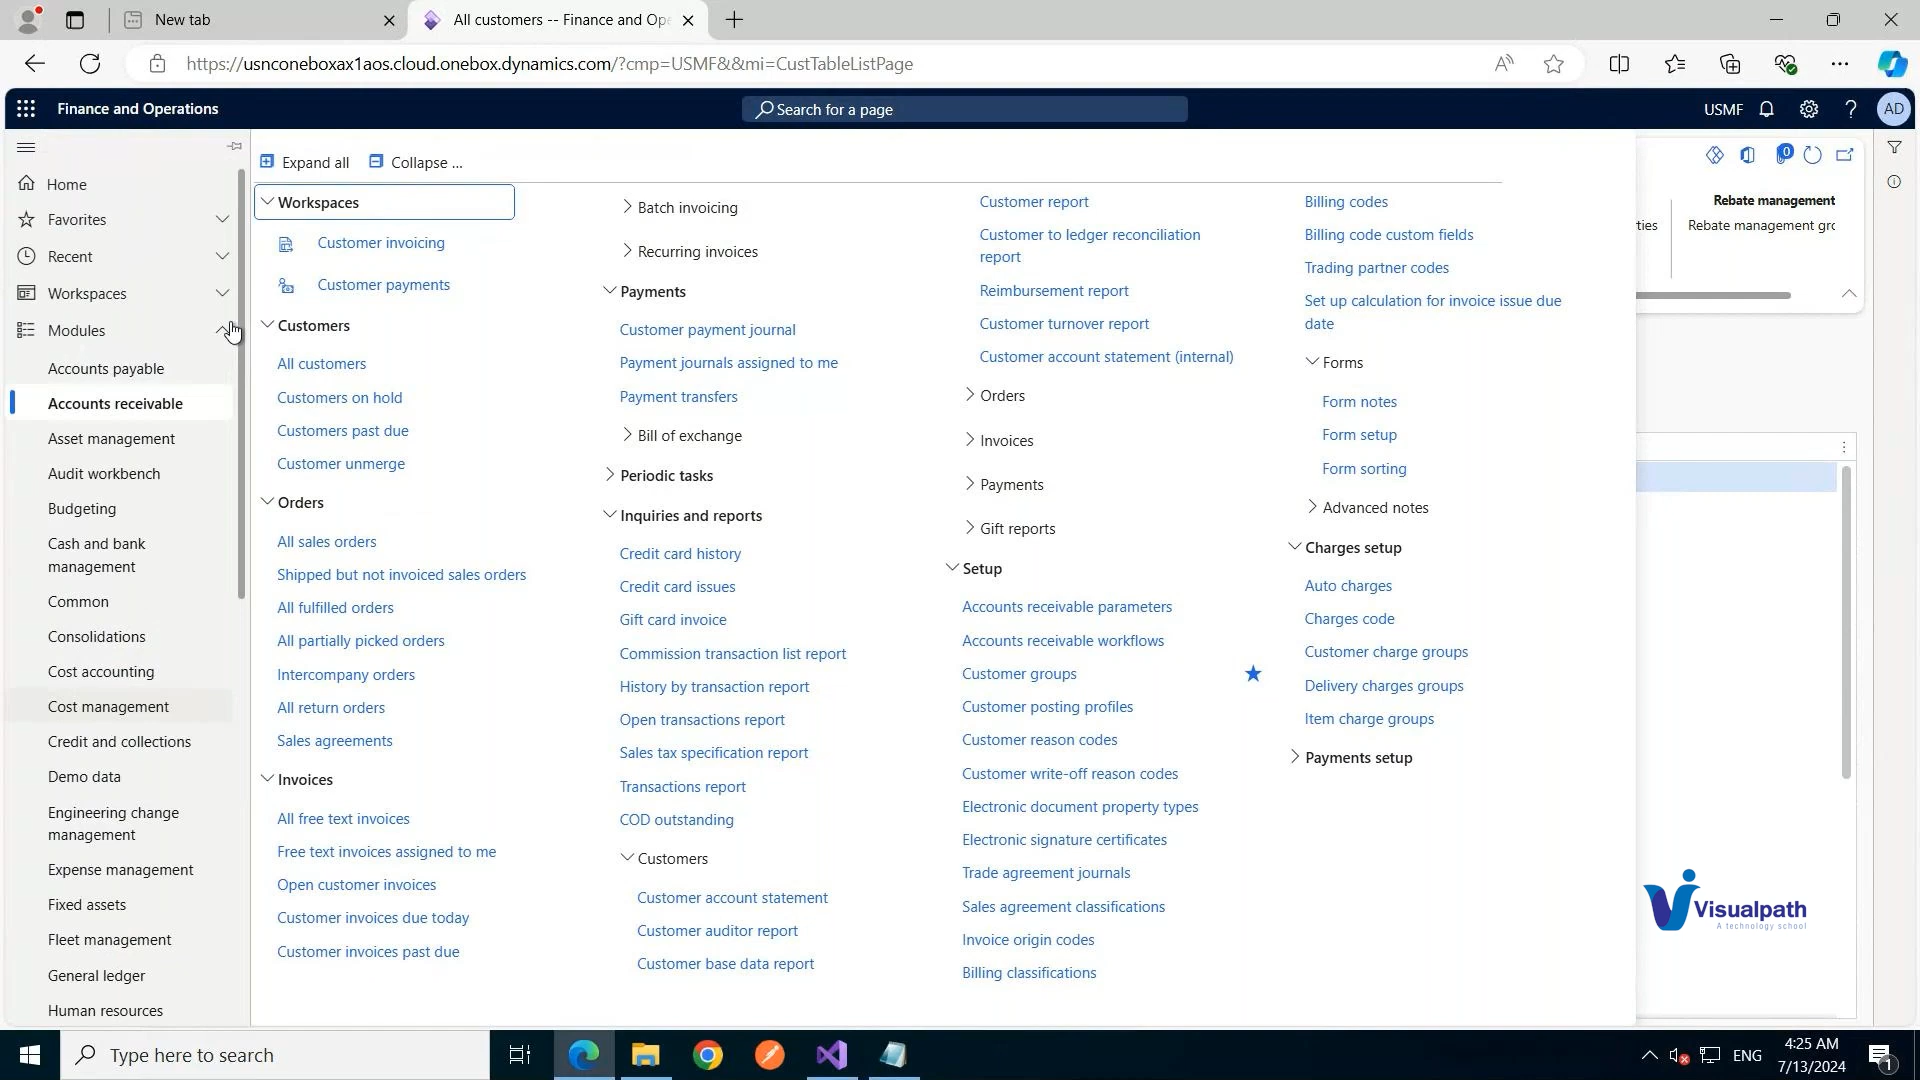 New tab
All customers -- Finance and Ope
https://usnconeboxax1aos.cloud.onebox.dynamics.com/?cmp=USMF&&mi=CustTableListPage
Finance and Operations
Search for a page
USMF
AD
Home
Favorites
Recent
Workspaces
Modules
Accounts payable
Accounts receivable
Asset management
Audit workbench
Budgeting
Cash and bank
management
Common
Consolidations
Cost accounting
Cost management
Credit and collections
Demo data
Engineering change
management
Expense management
Fixed assets
Fleet management
General ledger
Human resources
Expand all
Collapse ...
Workspaces
Customer invoicing
Customer payments
Customers
All customers
Customers on hold
Customers past due
Customer unmerge
Orders
All sales orders
Shipped but not invoiced sales orders
All fulfilled orders
All partially picked orders
Intercompany orders
All return orders
Sales agreements
Invoices
All free text invoices
Free text invoices assigned to me
Open customer invoices
Customer invoices due today
Customer invoices past due
Batch invoicing
Recurring invoices
Payments
Customer payment journal
Payment journals assigned to me
Payment transfers
Bill of exchange
Periodic tasks
Inquiries and reports
Credit card history
Credit card issues
Gift card invoice
Commission transaction list report
History by transaction report
Open transactions report
Sales tax specification report
Transactions report
COD outstanding
Customers
Customer account statement
Customer auditor report
Customer base data report
Customer report
Customer to ledger reconciliation
report
Reimbursement report
Customer turnover report
Customer account statement (internal)
Orders
Invoices
Payments
Gift reports
Setup
Accounts receivable parameters
Accounts receivable workflows
Customer groups
Customer posting profiles
Customer reason codes
Customer write-off reason codes
Electronic document property types
Electronic signature certificates
Trade agreement journals
Sales agreement classifications
Invoice origin codes
Billing classifications
Billing codes
Billing code custom fields
Trading partner codes
Set up calculation for invoice issue due
date
Forms
Form notes
Form setup
Form sorting
Advanced notes
Charges setup
Auto charges
Charges code
Customer charge groups
Delivery charges groups
Item charge groups
Payments setup
0
Rebate management
ties
Rebate management grc
Visualpath
A technology school
Type here to search
ENG
4:25 AM
7/13/2024
1